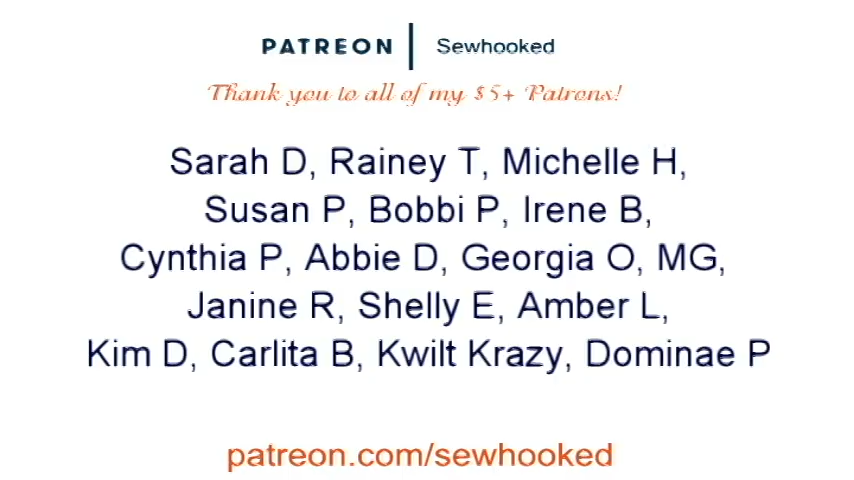 PATREON | Sewhooked
Thank you to all of my $5+ Patrons!
Sarah D, Rainey T, Michelle H,
Susan P, Bobbi P, Irene B,
Cynthia P, Abbie D, Georgia O, MG,
Janine R, Shelly E, Amber L,
Kim D, Carlita B, Kwilt Krazy, Dominae P
patreon.com/sewhooked